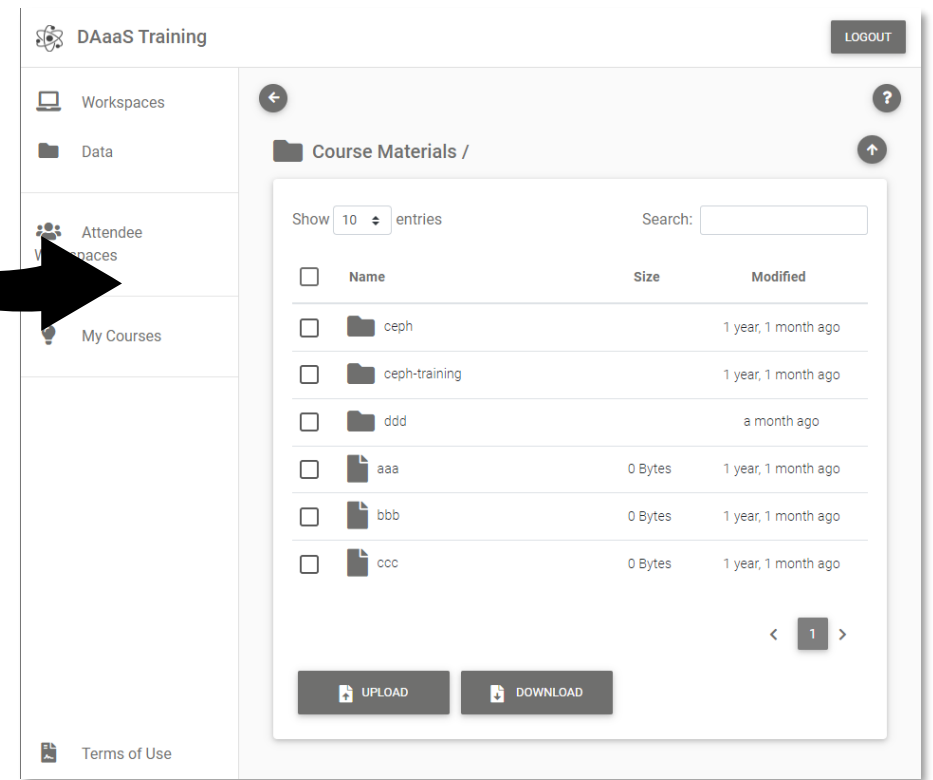 DAaaS Training
LOGOUT
Workspaces
Data
Attendee
Course Materials /
Show 10 entries
Search:
Name Size Modified
ceph 1 year, 1 month ago
ceph-training 1 year, 1 month ago
ddd a month ago
aaa 0 Bytes 1 year, 1 month ago
bbb 0 Bytes 1 year, 1 month ago
ccc 0 Bytes 1 year, 1 month ago
My Courses
1
UPLOAD
DOWNLOAD
Terms of Use